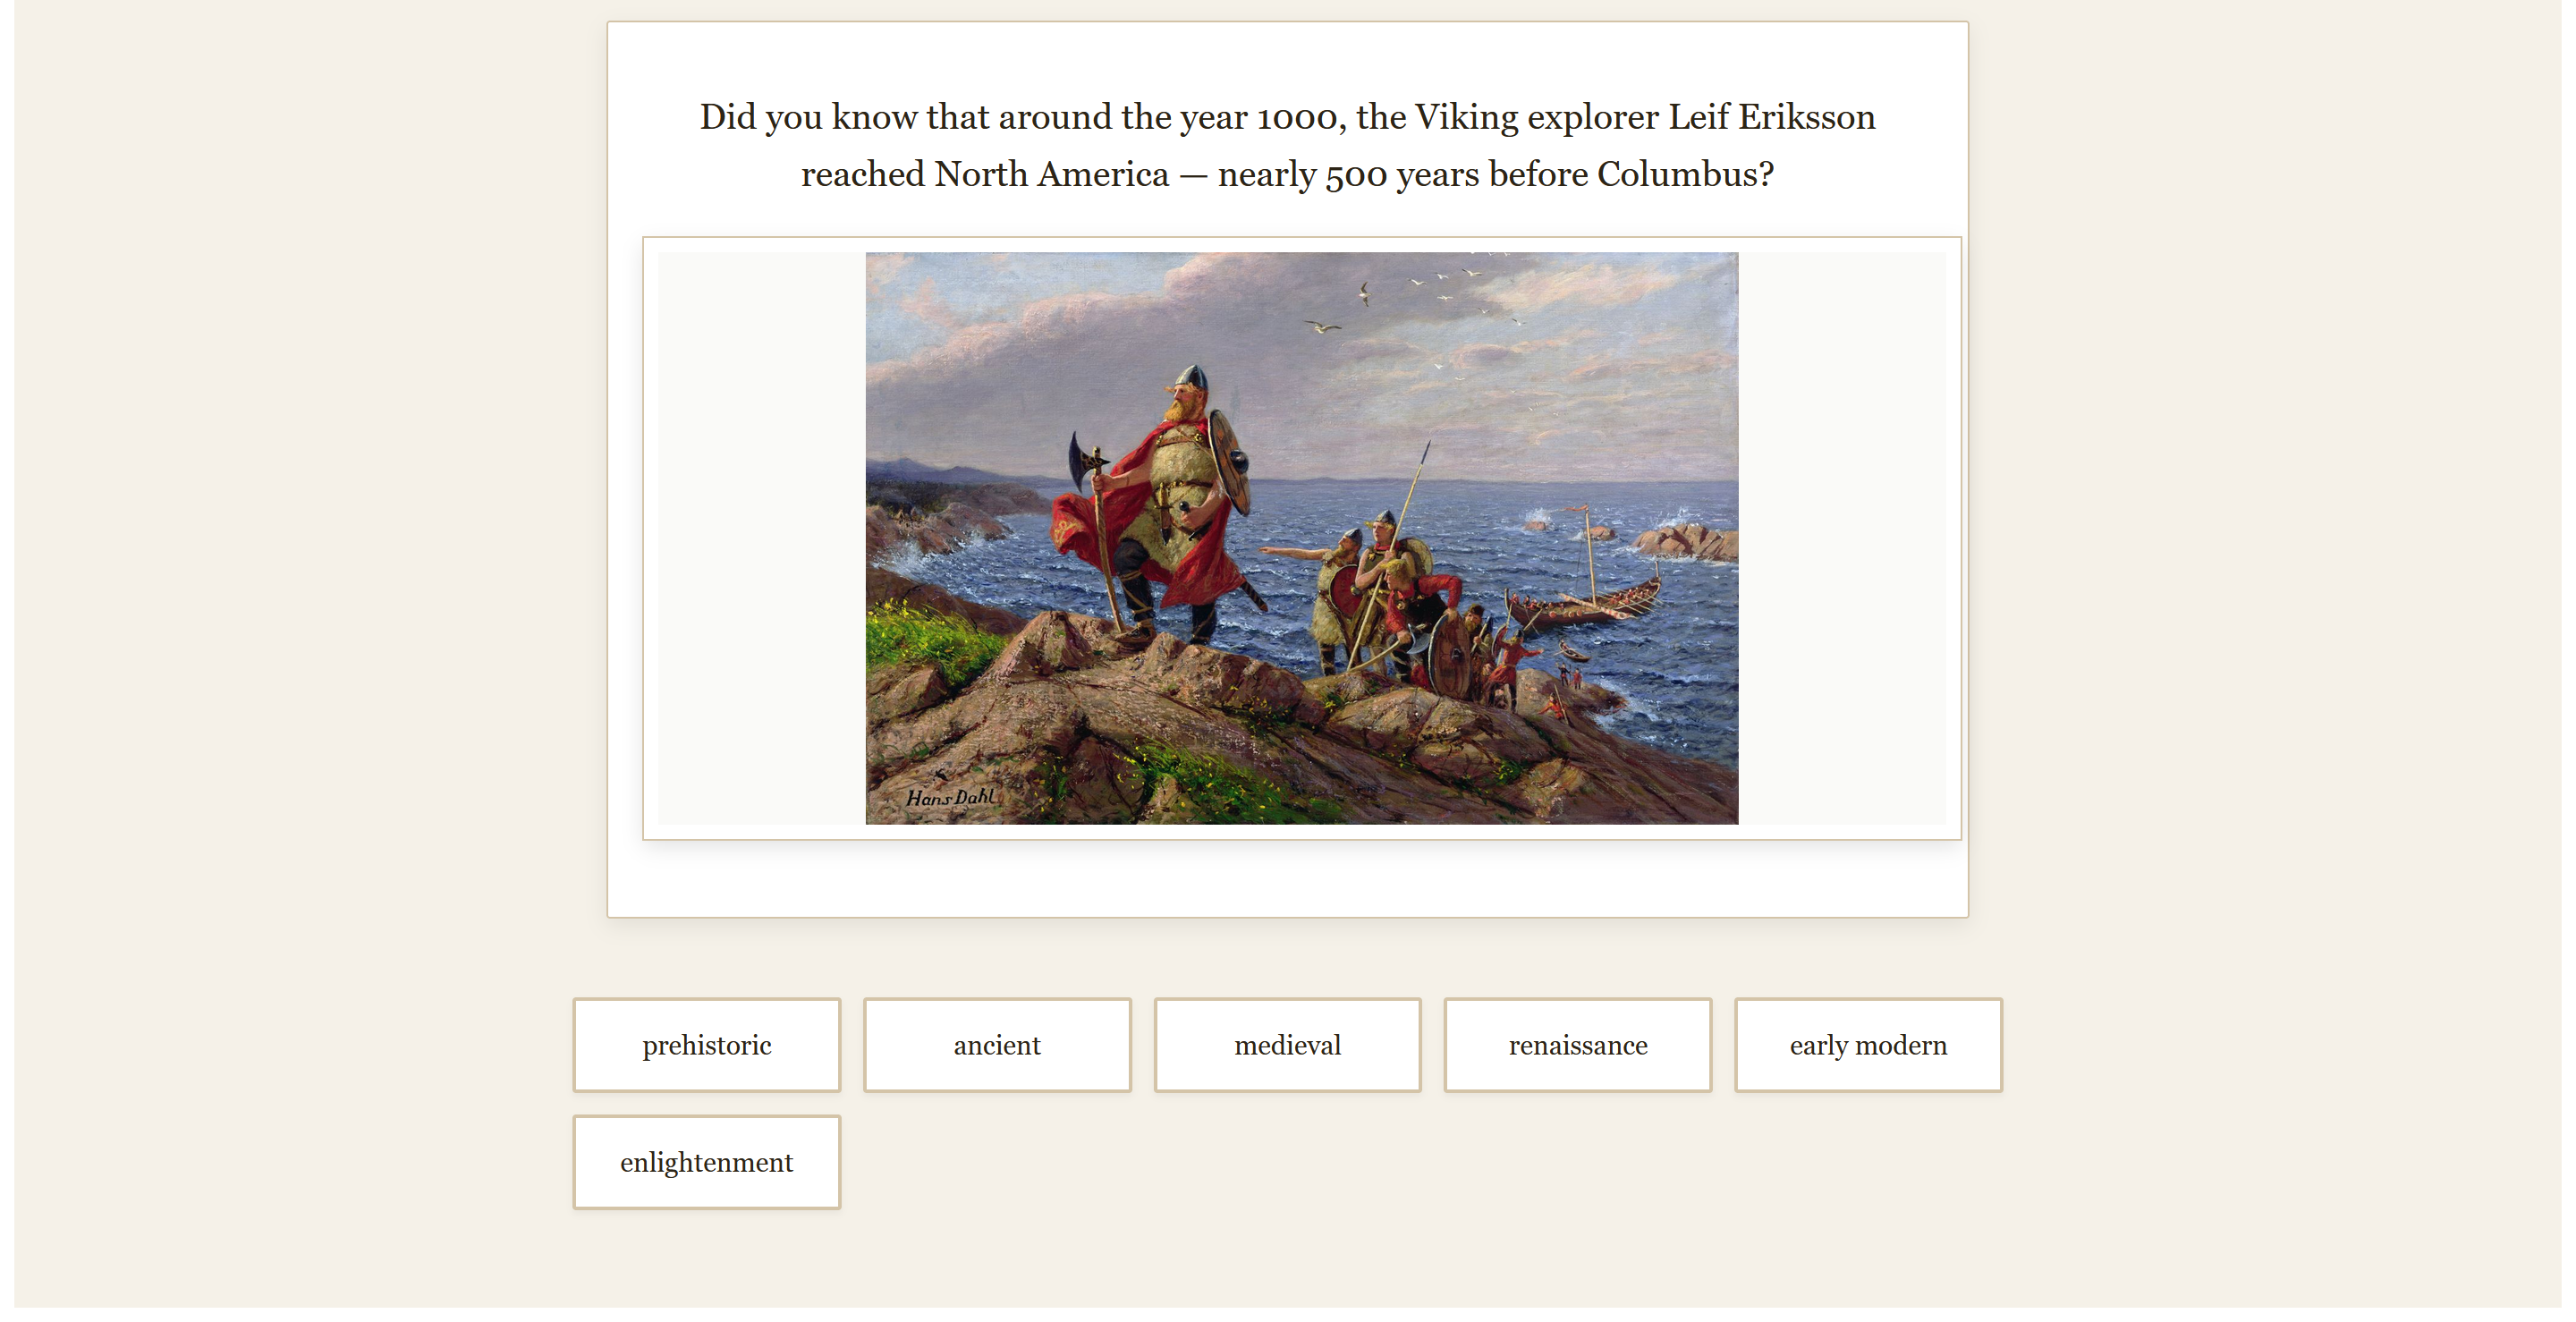 Did you know that around the year 1000, the Viking explorer Leif Eriksson
reached North America — nearly 500 years before Columbus?
Hans Dahl
prehistoric
ancient
medieval
renaissance
early modern
enlightenment